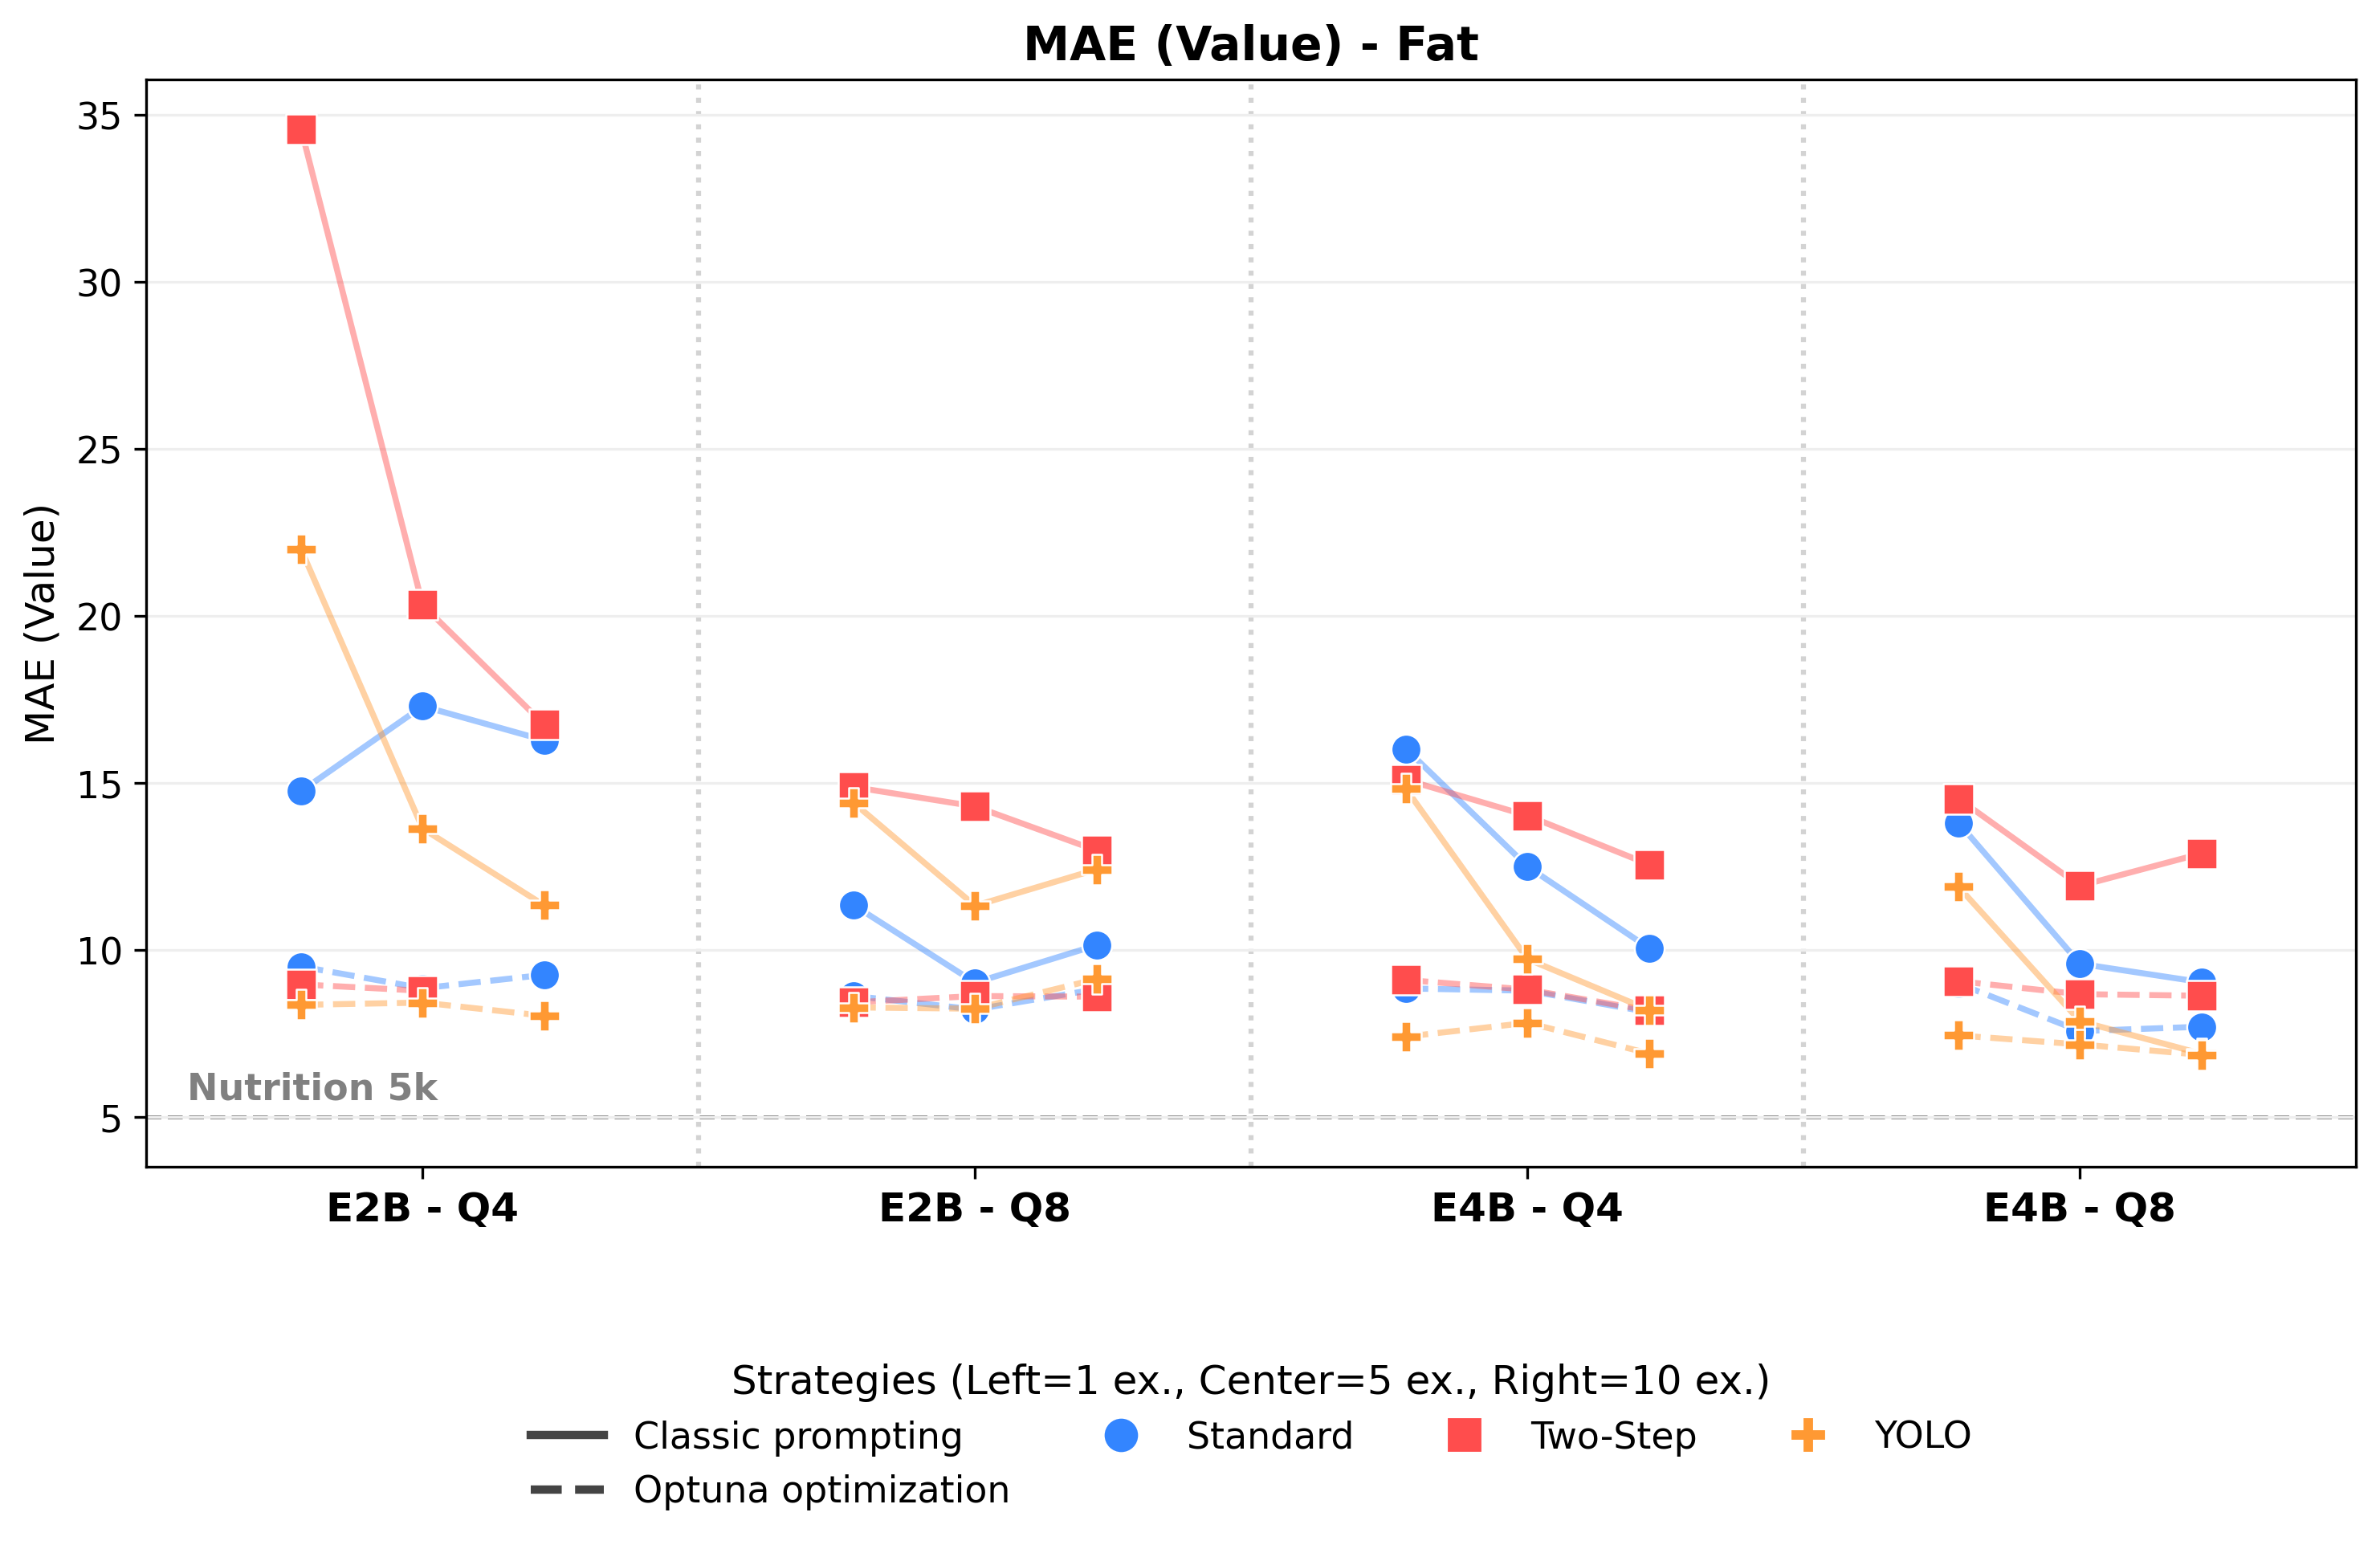 MAE (Value) - Fat
MAE (Value)
35
30
25
20
15
10
5
Nutrition 5k
E2B - Q4
E2B - Q8
E4B - Q4
E4B - Q8
Strategies (Left=1 ex., Center=5 ex., Right=10 ex.)
Classic prompting
Optuna optimization
Standard
Two-Step
YOLO